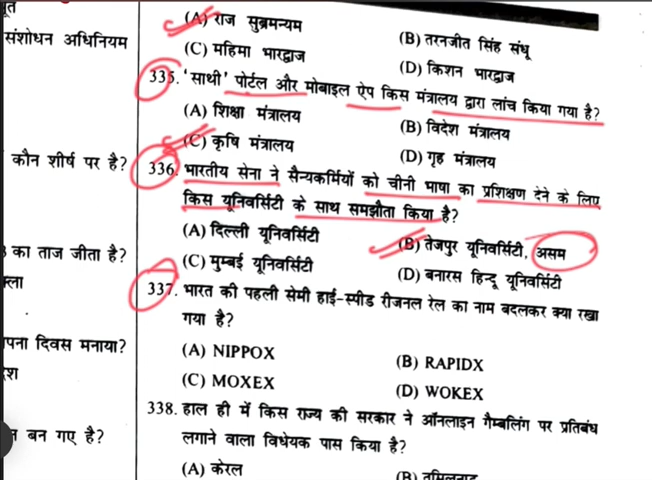 संशोधन अधिनियम
कौन शीर्ष पर है?
का ताज जीता है?
मनाया?
दिवस
बन गए है?
(A) राज सुब्रमन्यम
(B) तरनजीत सिंह संधू
(C) महिमा भारद्वाज
(D) किशन भारद्वाज
335. 'साथी' पोर्टल और मोबाइल ऐप किस मंत्रालय द्वारा लांच किया गया है?
(A) शिक्षा मंत्रालय
(B) विदेश मंत्रालय
(C) कृषि मंत्रालय
(D) गृह मंत्रालय
336. भारतीय सेना ने सैन्यकर्मियों को चीनी भाषा का प्रशिक्षण देने के लिए
किस यूनिवर्सिटी के साथ समझौता किया है?
(A) दिल्ली यूनिवर्सिटी
(B) तेजपुर यूनिवर्सिटी, असम
(C) मुम्बई यूनिवर्सिटी
(D) बनारस हिन्दू यूनिवर्सिटी
337. भारत की पहली सेमी हाई-स्पीड रीजनल रेल का नाम बदलकर क्या रखा
गया है?
(A) NIPPOX
(B) RAPIDX
(C) MOXEX
(D) WOKEX
338. हाल ही में किस राज्य की सरकार ने ऑनलाइन गैम्बलिंग पर प्रतिबंध
लगाने वाला विधेयक पास किया है?
(A) केरल
(B) तमिलनाडु